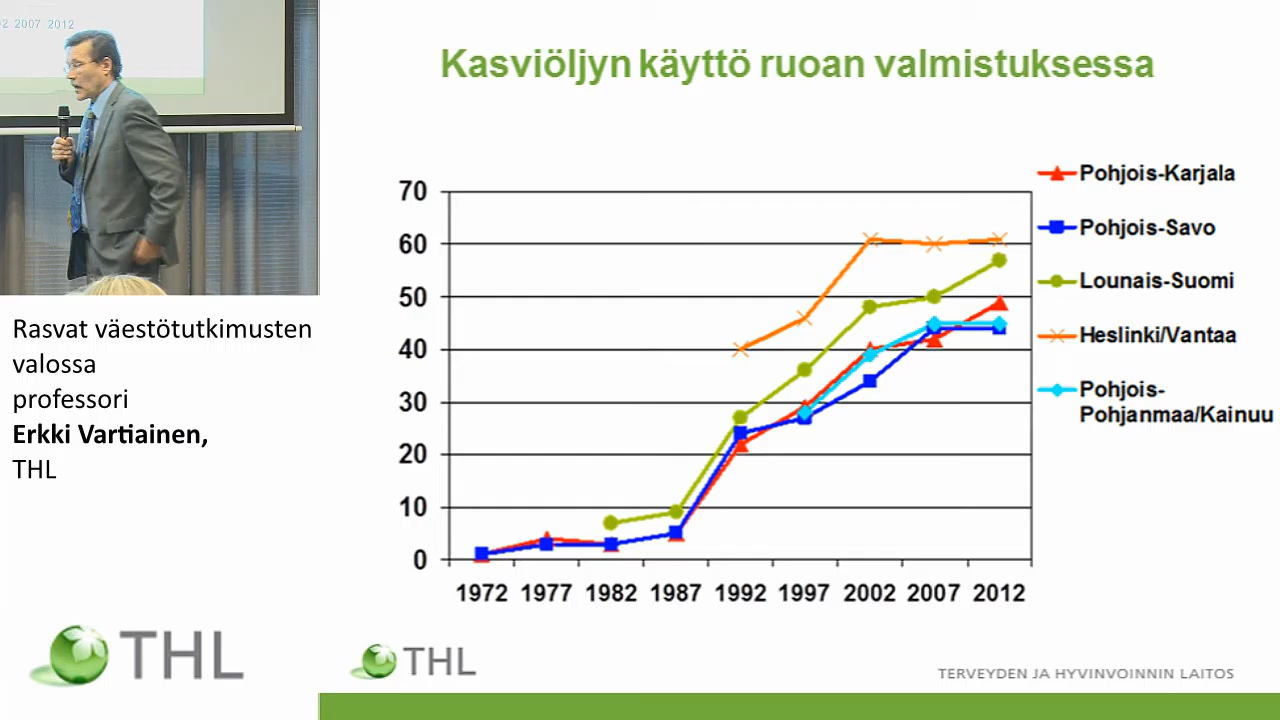 2007 2012
Kasviöljyn käyttö ruoan valmistuksessa
70
60
50
40
30
20
10
0
1972 1977 1982 1987 1992 1997 2002 2007 2012
Pohjois-Karjala
Pohjois-Savo
Lounais-Suomi
Heslinki/Vantaa
Pohjois-
Pohjanmaa/Kainuu
Rasvat väestötutkimusten
valossa
professori
Erkki Vartiainen,
THL
THL
THL
TERVEYDEN JA HYVINVOINNIN LAITOS